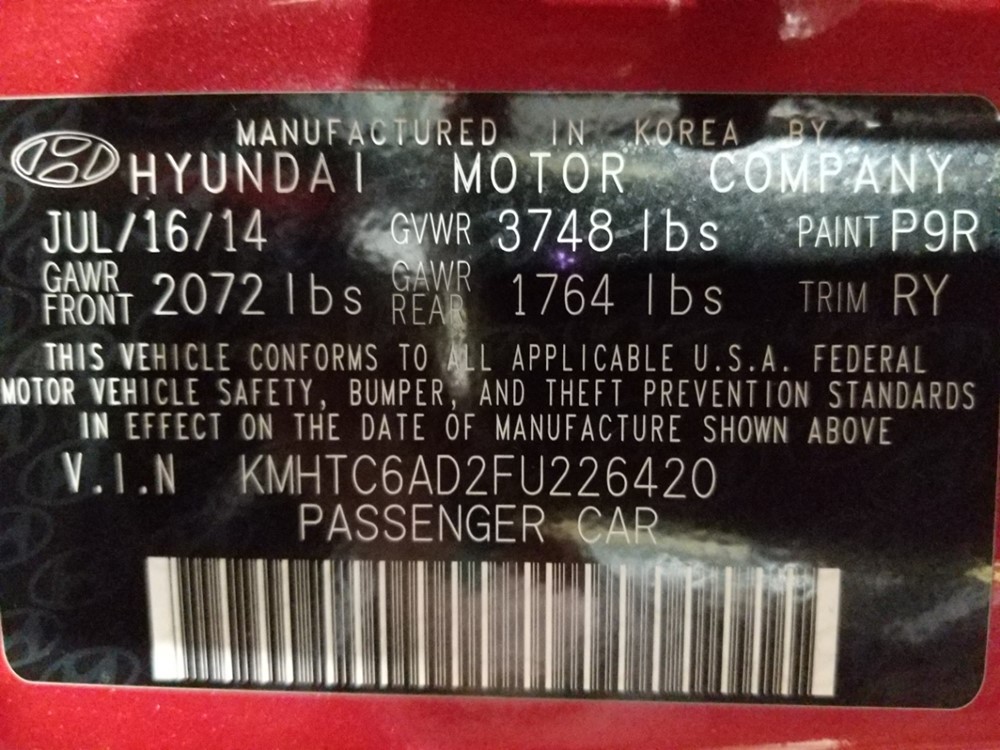 MANUFACTURED IN KOREA BY
HYUNDAI MOTOR COMPANY
JUL/16/14 GVWR 3748 lbs PAINT P9R
GAWR FRONT 2072 lbs GAWR REAR 1764 lbs TRIM RY
THIS VEHICLE CONFORMS TO ALL APPLICABLE U.S.A. FEDERAL
MOTOR VEHICLE SAFETY, BUMPER, AND THEFT PREVENTION STANDARDS
IN EFFECT ON THE DATE OF MANUFACTURE SHOWN ABOVE
V.I.N KMHTC6AD2FU226420
PASSENGER CAR